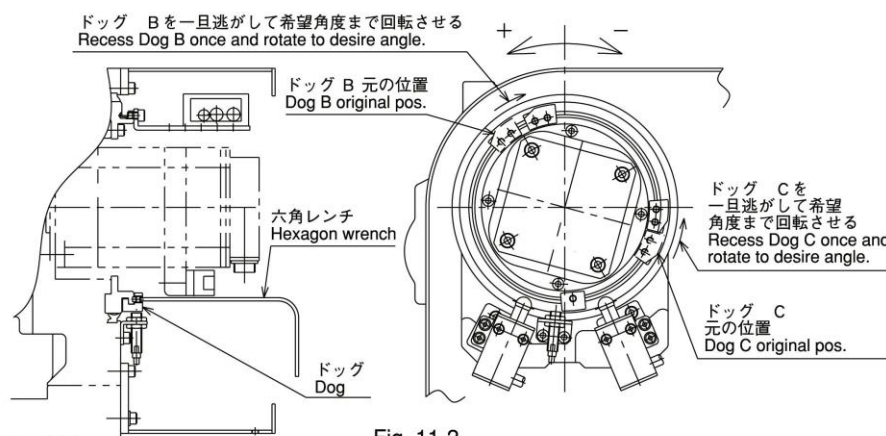 ドッグ Bを一旦逃がして希望角度まで回転させる
Recess Dog B once and rotate to desire angle.
ドッグ B 元の位置
Dog B original pos.
+
−
六角レンチ
Hexagon wrench
ドッグ Cを
一旦逃がして希望
角度まで回転させる
Recess Dog C once and
rotate to desire angle.
ドッグ C
元の位置
Dog C original pos.
ドッグ
Dog
Fig. 11-2